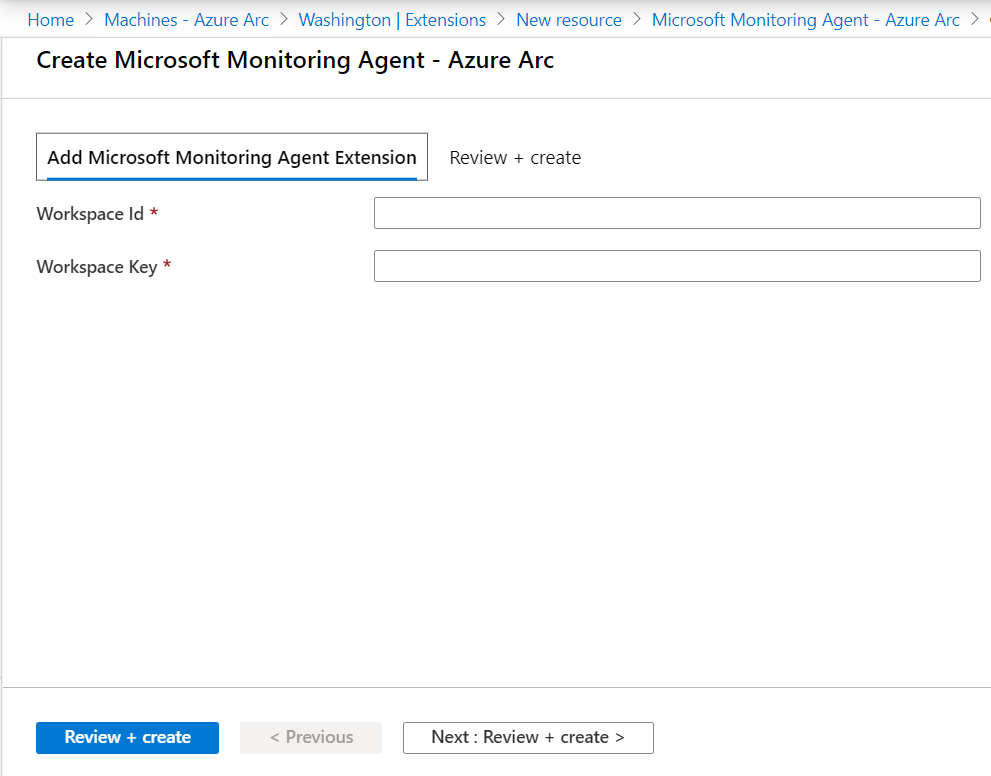 Home > Machines - Azure Arc > Washington | Extensions > New resource > Microsoft Monitoring Agent - Azure Arc >
Create Microsoft Monitoring Agent - Azure Arc
Add Microsoft Monitoring Agent Extension Review + create
Workspace Id *
Workspace Key *
Review + create < Previous Next : Review + create >